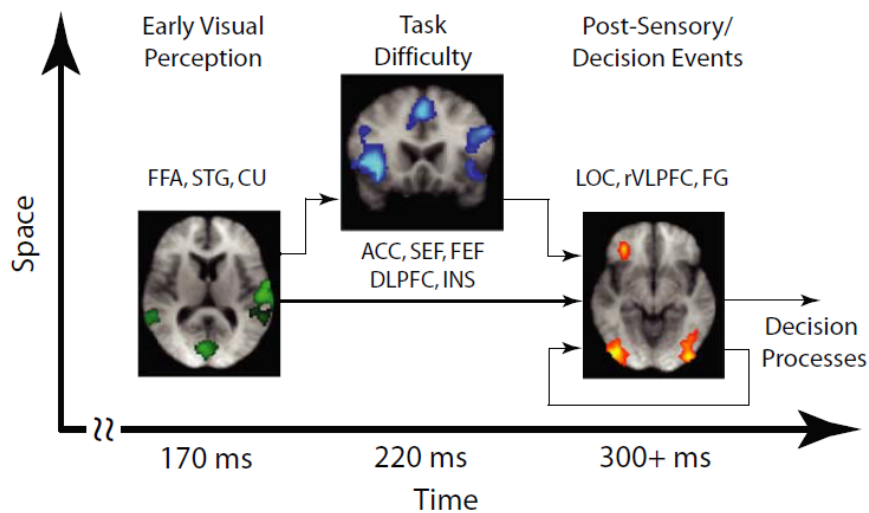 Early Visual
Perception
Task
Difficulty
Post-Sensory/
Decision Events
FFA, STG, CU
LOC, rVLPFC, FG
ACC, SEF, FEF
DLPFC, INS
Space
Decision
Processes
170 ms
220 ms
300+ ms
Time